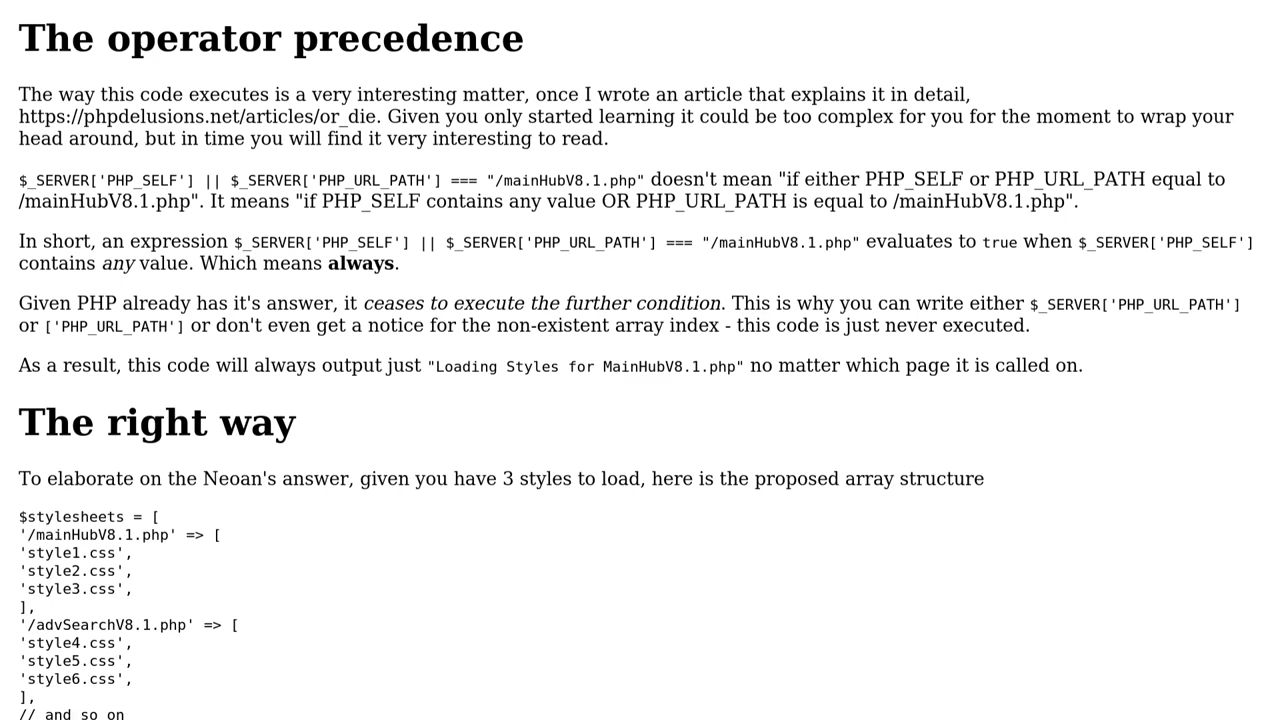 The operator precedence
The way this code executes is a very interesting matter, once I wrote an article that explains it in detail,
https://phpdelusions.net/articles/or_die. Given you only started learning it could be too complex for you for the moment to wrap your
head around, but in time you will find it very interesting to read.
$_SERVER['PHP_SELF'] || $_SERVER['PHP_URL_PATH'] === "/mainHubV8.1.php" doesn't mean "if either PHP_SELF or PHP_URL_PATH equal to
/mainHubV8.1.php". It means "if PHP_SELF contains any value OR PHP_URL_PATH is equal to /mainHubV8.1.php".
In short, an expression $_SERVER['PHP_SELF'] || $_SERVER['PHP_URL_PATH'] === "/mainHubV8.1.php" evaluates to true when $_SERVER['PHP_SELF']
contains any value. Which means always.
Given PHP already has it's answer, it ceases to execute the further condition. This is why you can write either $_SERVER['PHP_URL_PATH']
or ['PHP_URL_PATH'] or don't even get a notice for the non-existent array index - this code is just never executed.
As a result, this code will always output just "Loading Styles for MainHubV8.1.php" no matter which page it is called on.
The right way
To elaborate on the Neoan's answer, given you have 3 styles to load, here is the proposed array structure
$stylesheets = [
'/mainHubV8.1.php' => [
'style1.css',
'style2.css',
'style3.css',
],
'/advSearchV8.1.php' => [
'style4.css',
'style5.css',
'style6.css',
],
// and so on